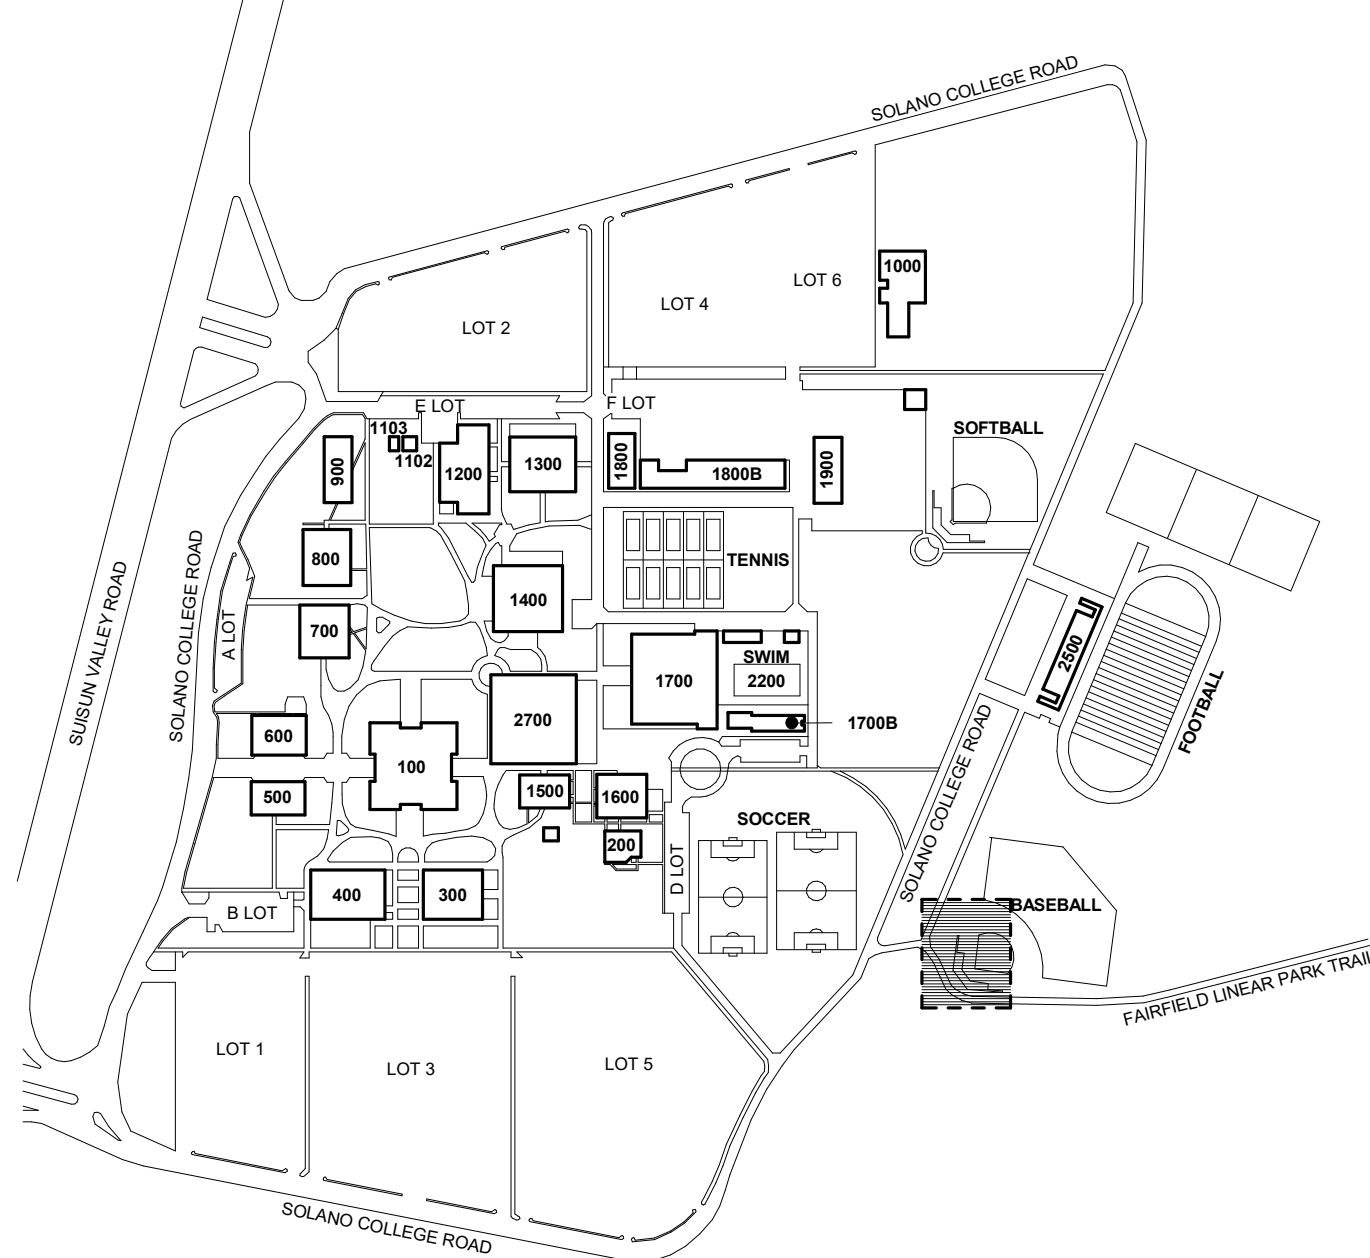 SOLANO COLLEGE ROAD
1000
LOT 6
LOT 4
LOT 2
E LOT
F LOT
1103
1102
SOFTBALL
900
1200
1300
1800
1800B
1900
800
TENNIS
SUISUN VALLEY ROAD
SOLANO COLLEGE ROAD
A LOT
700
1400
SWIM
2200
2500
FOOTBALL
1700
1700B
600
100
2700
500
1500
1600
200
SOCCER
D LOT
SOLANO COLLEGE ROAD
400
300
B LOT
BASEBALL
FAIRFIELD LINEAR PARK TRAIL
LOT 1
LOT 3
LOT 5
SOLANO COLLEGE ROAD